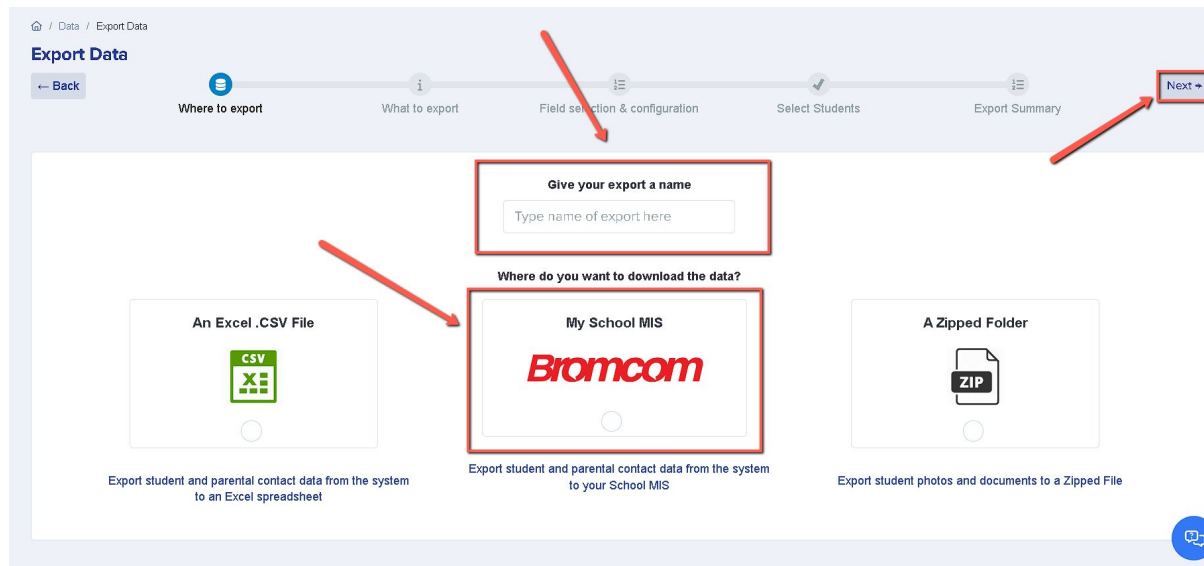 Data / Export Data
Export Data
← Back
Where to export
What to export
Field selection & configuration
Select Students
Export Summary
Next →
Give your export a name
Type name of export here
Where do you want to download the data?
An Excel .CSV File
CSV
My School MIS
Bromcom
A Zipped Folder
ZIP
Export student and parental contact data from the system
to an Excel spreadsheet
Export student and parental contact data from the system
to your School MIS
Export student photos and documents to a Zipped File